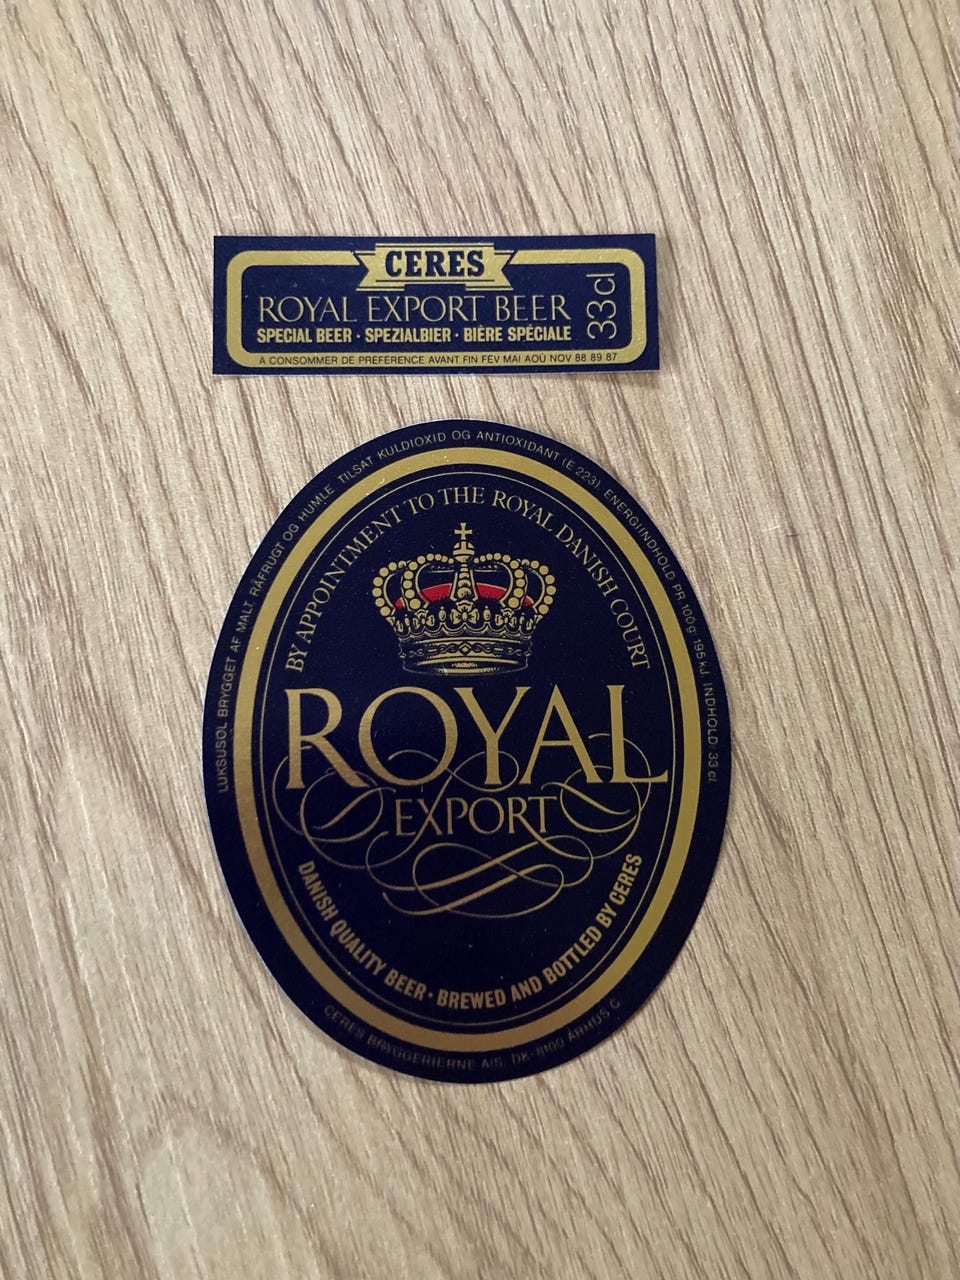 CERES
ROYAL EXPORT BEER
33cl
SPECIAL BEER · SPEZIALBIER · BIÈRE SPÉCIALE
A CONSOMMER DE PREFÉRENCE AVANT FIN FÉV MAI AOÛ NOV 88 89 87
LUKSUSØL BRYGGET AF MALT, RÅFRUGT OG HUMLE TILSAT KULDIOXID OG ANTIOXIDANT (E 223) ENERGIINDHOLD PR 100 g: 195 kJ. INDHOLD: 33 cl
BY APPOINTMENT TO THE ROYAL DANISH COURT
ROYAL
EXPORT
DANISH QUALITY BEER · BREWED AND BOTTLED BY CERES
CERES BRYGGERIERNE A/S. DK-8100 ÅRHUS C